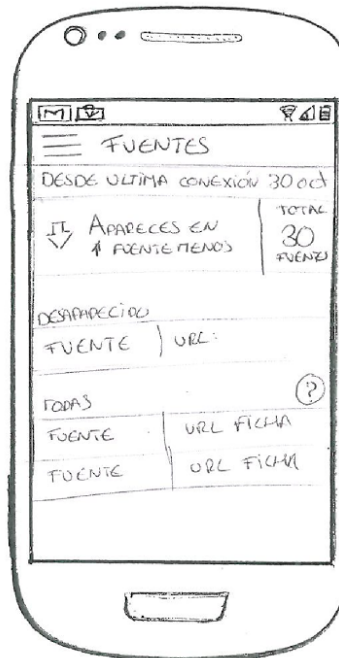 M
FUENTES
DESDE ULTIMA CONEXIÓN 30 oct
APARECES EN
1 FUENTE MENOS
TOTAL
30
FUENTES
DESAPARECIDO
FUENTE URL:
TODAS ?
FUENTE URL FICHA
FUENTE URL FICHA